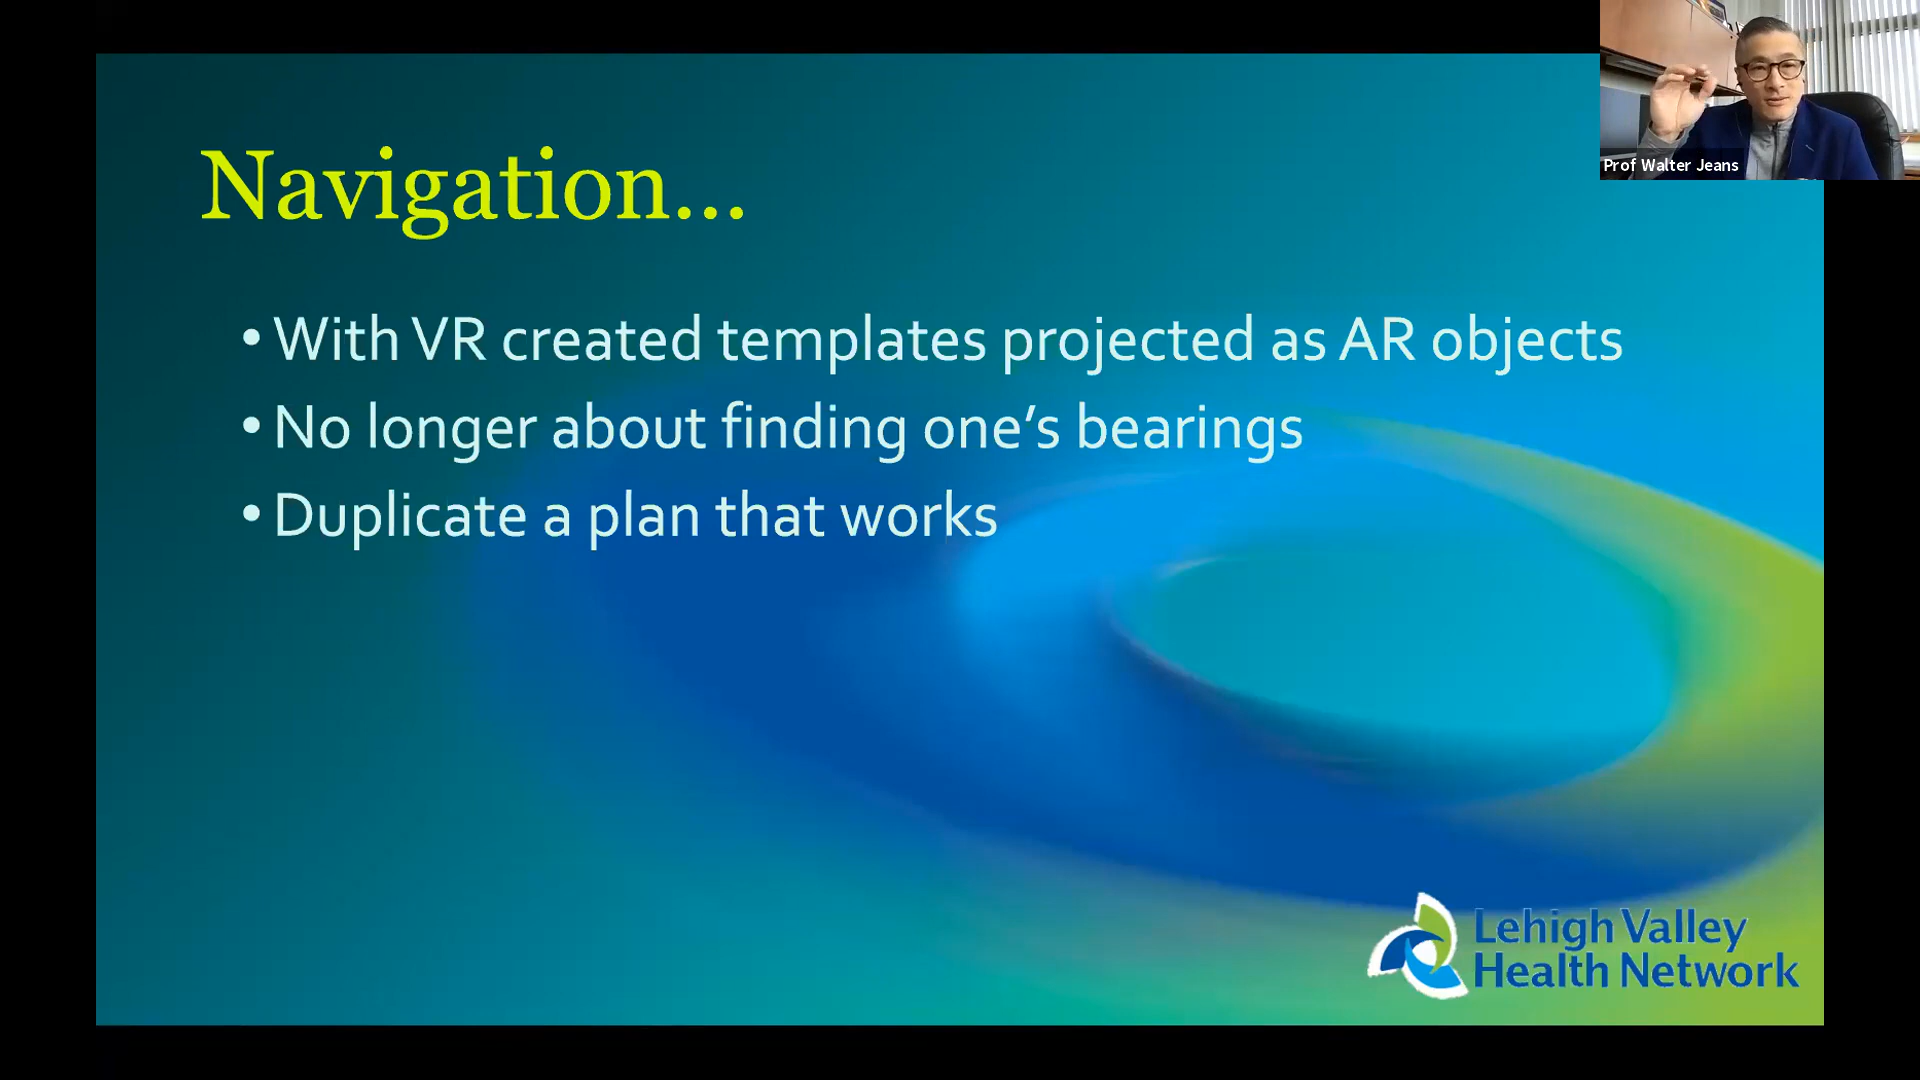 Prof Walter Jeans
Navigation...
• With VR created templates projected as AR objects
• No longer about finding one’s bearings
• Duplicate a plan that works
Lehigh Valley
Health Network